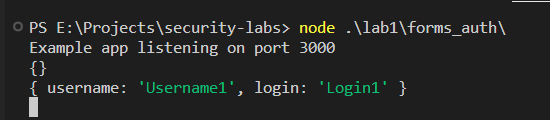 PS E:\Projects\security-labs> node .\lab1\forms_auth\
Example app listening on port 3000
{}
{ username: 'Username1', login: 'Login1' }